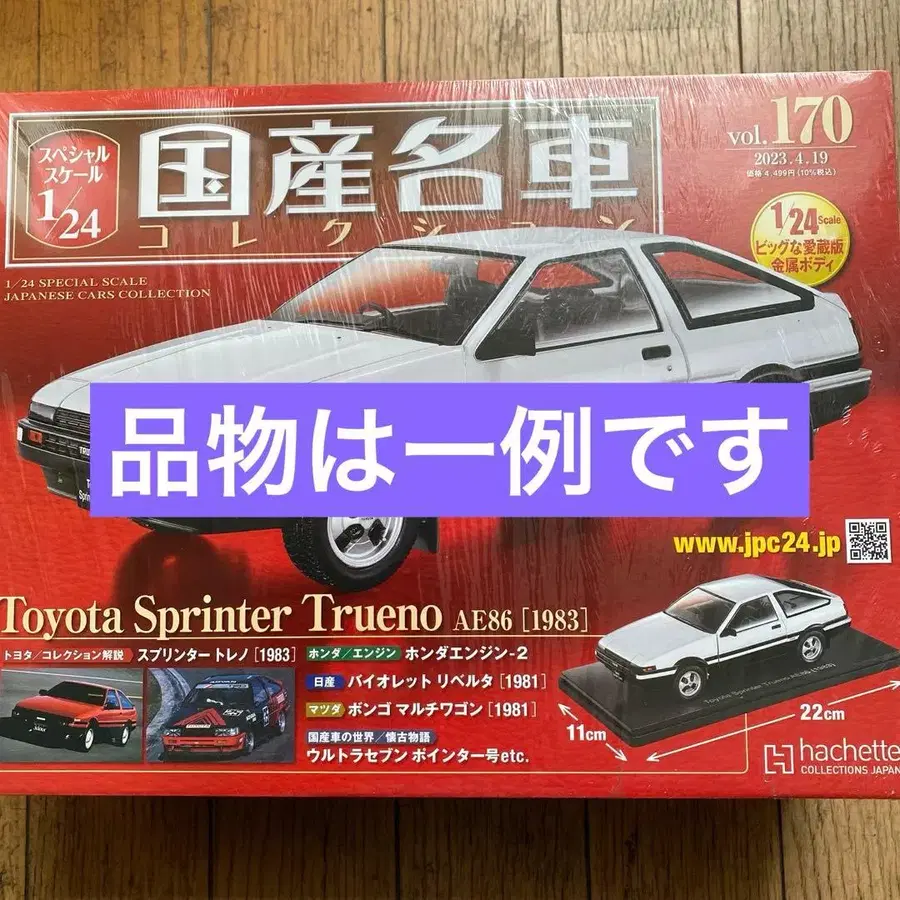 スペシャル
スケール
1/24
国産名車
コレクション
vol.170
2023.4.19
価格 4,499円 (10%税込)
1/24 SPECIAL SCALE
JAPANESE CARS COLLECTION
1/24 Scale
ビッグな愛蔵版
金属ボディ
品物は一例です
www.jpc24.jp
Toyota Sprinter Trueno AE86 [1983]
トヨタ/コレクション解説 スプリンター トレノ [1983]
ホンダ/エンジン ホンダエンジン-2
日産 バイオレット リベルタ [1981]
マツダ ボンゴ マルチワゴン [1981]
国産車の世界/懐古物語
ウルトラセブン ポインター号etc.
Toyota Sprinter Trueno AE86 [1983]
11cm
22cm
hachette
COLLECTIONS JAPAN